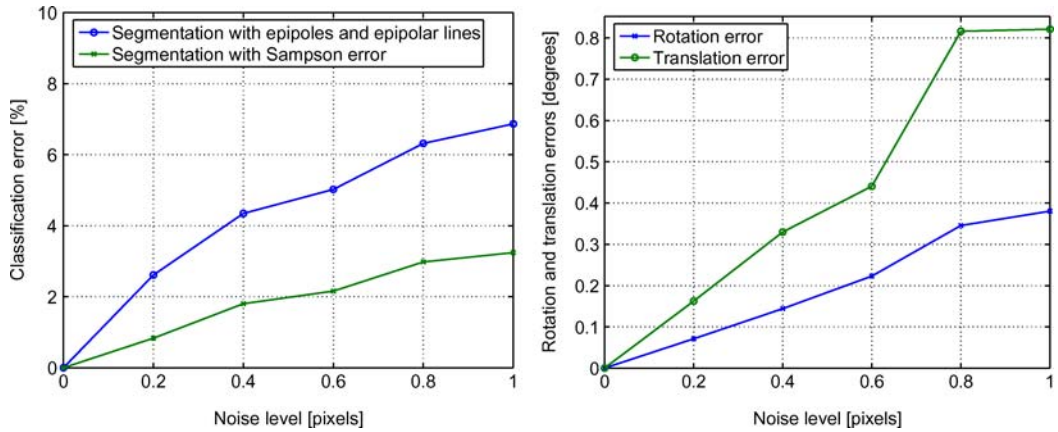 Classification error [%]
10
8
6
4
2
0
Segmentation with epipoles and epipolar lines
Segmentation with Sampson error
0 0.2 0.4 0.6 0.8 1
Noise level [pixels]
Rotation and translation errors [degrees]
0.8
0.7
0.6
0.5
0.4
0.3
0.2
0.1
0
Rotation error
Translation error
0 0.2 0.4 0.6 0.8 1
Noise level [pixels]